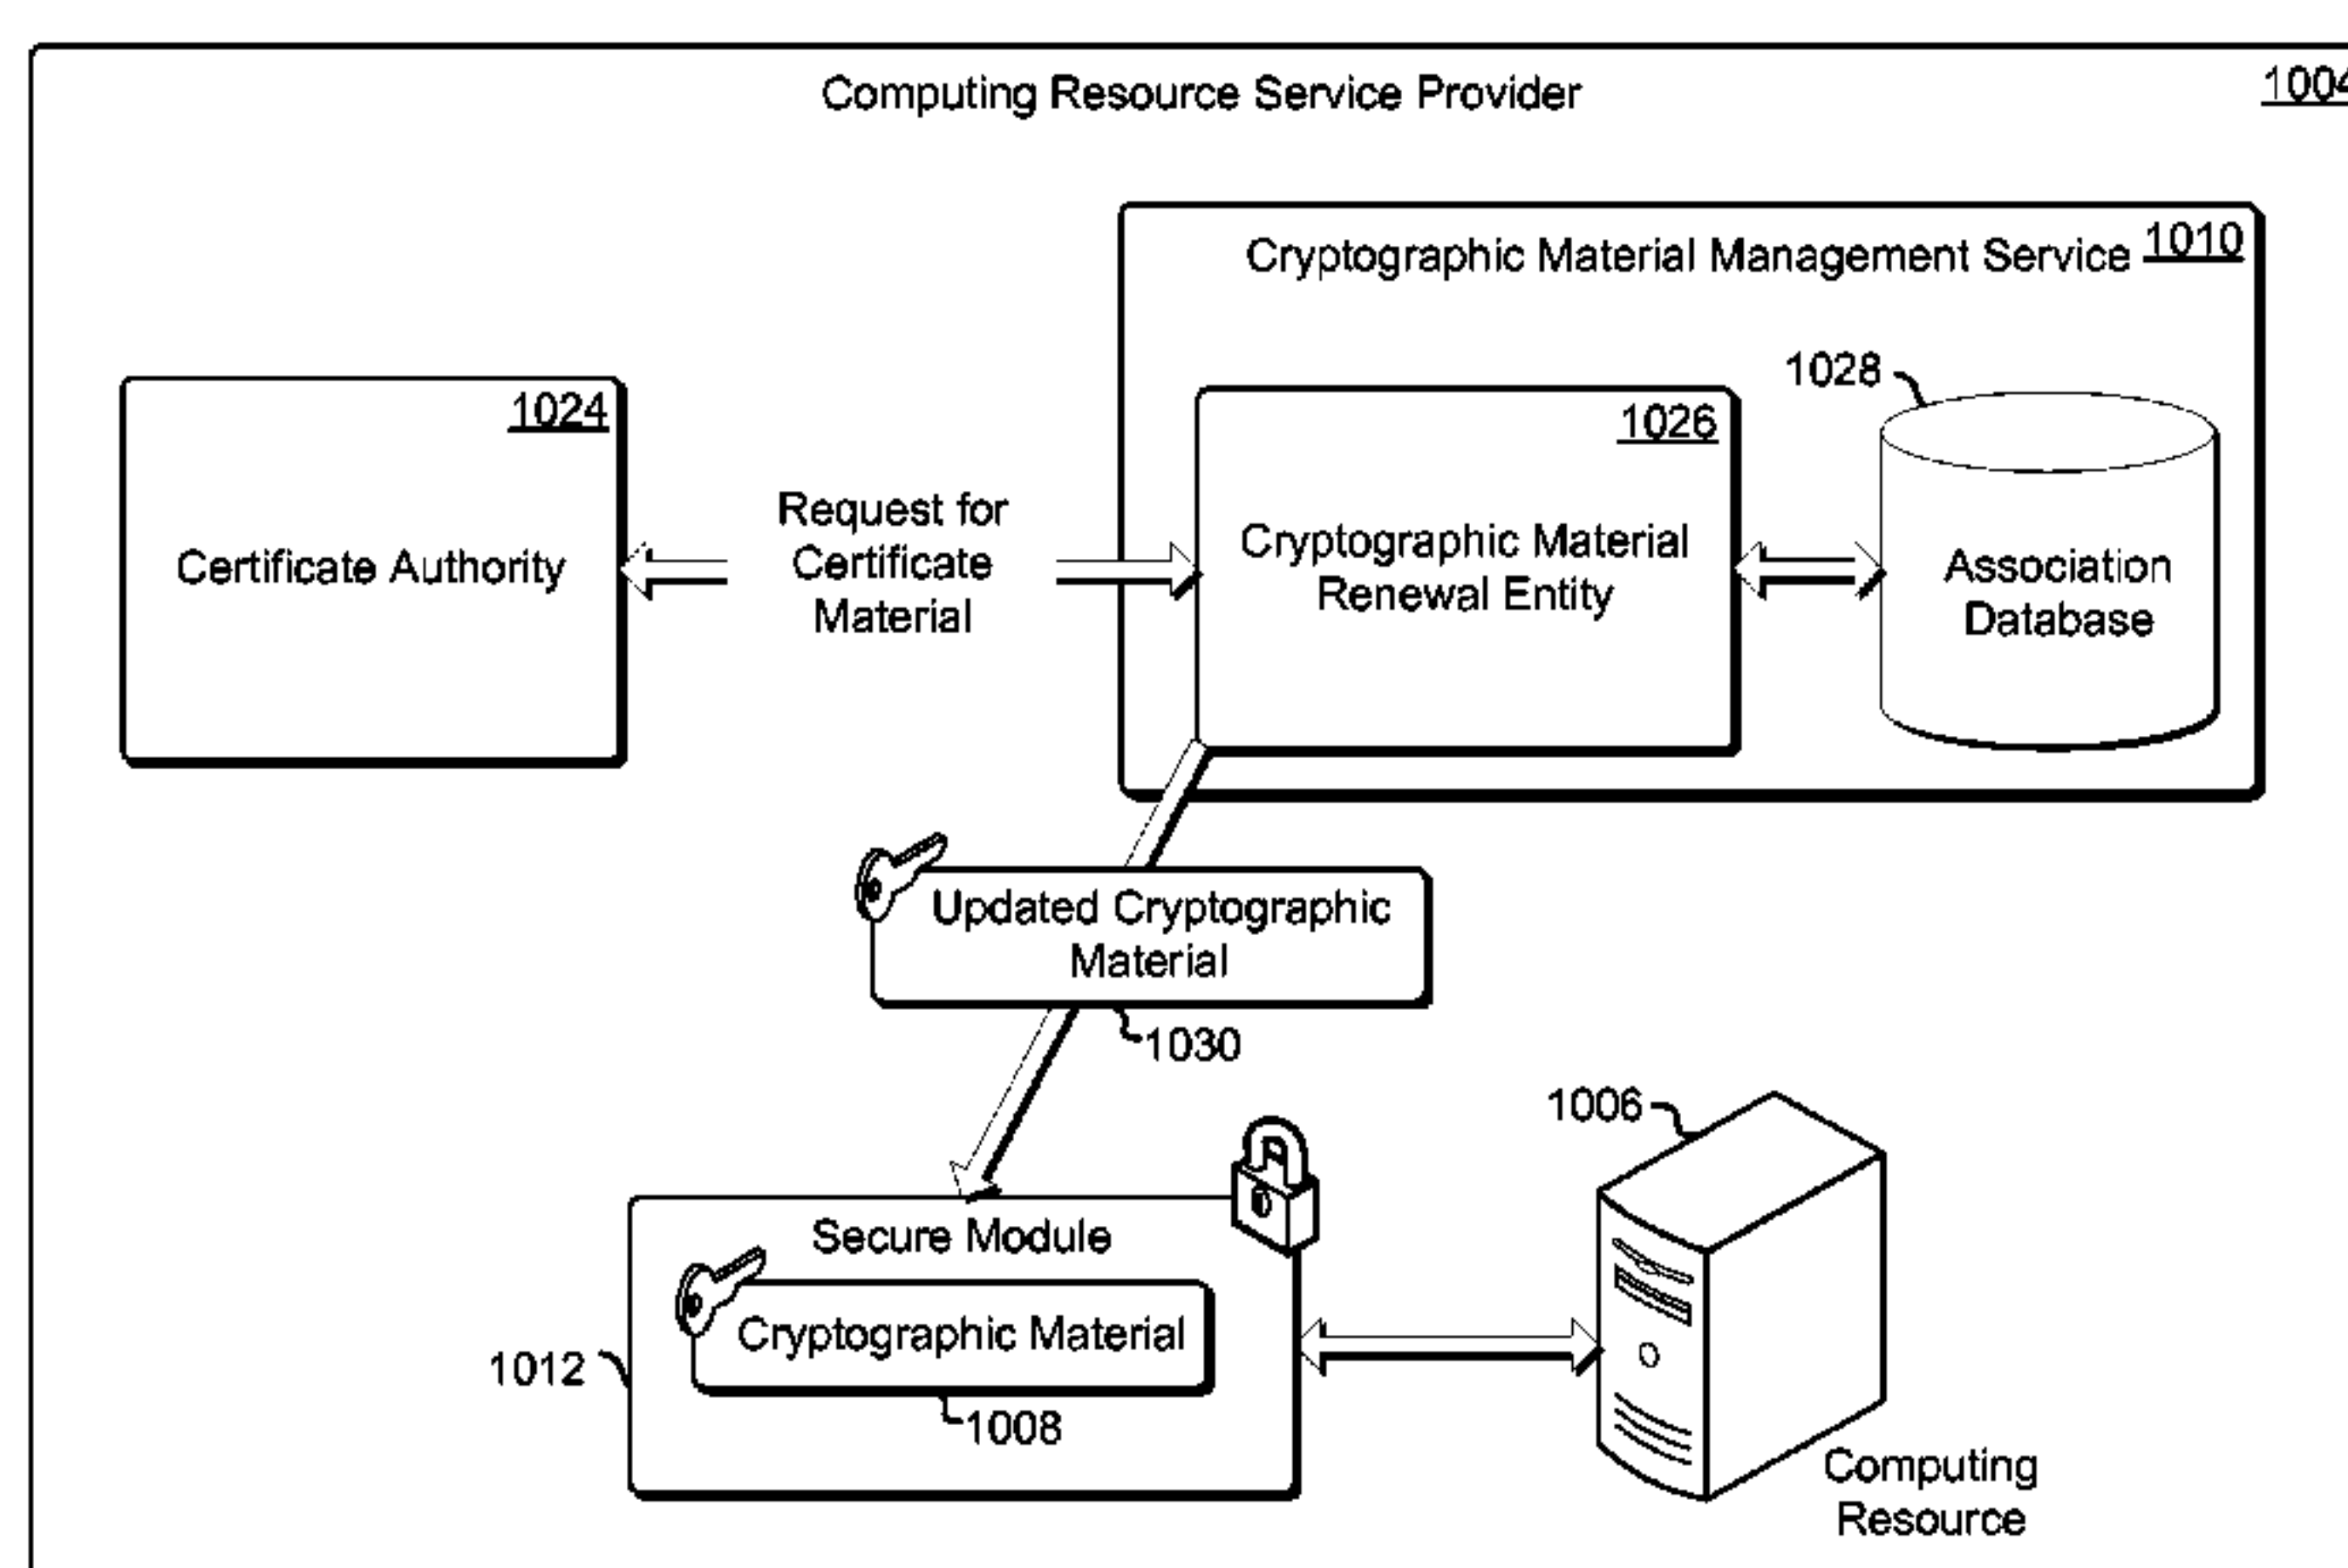 Computing Resource Service Provider
1004
Cryptographic Material Management Service 1010
1028
1024
1026
Request for
Certificate
Material
Certificate Authority
Cryptographic Material
Renewal Entity
Association
Database
Updated Cryptographic
Material
1030
1006
Secure Module
Cryptographic Material
1012
1008
Computing
Resource